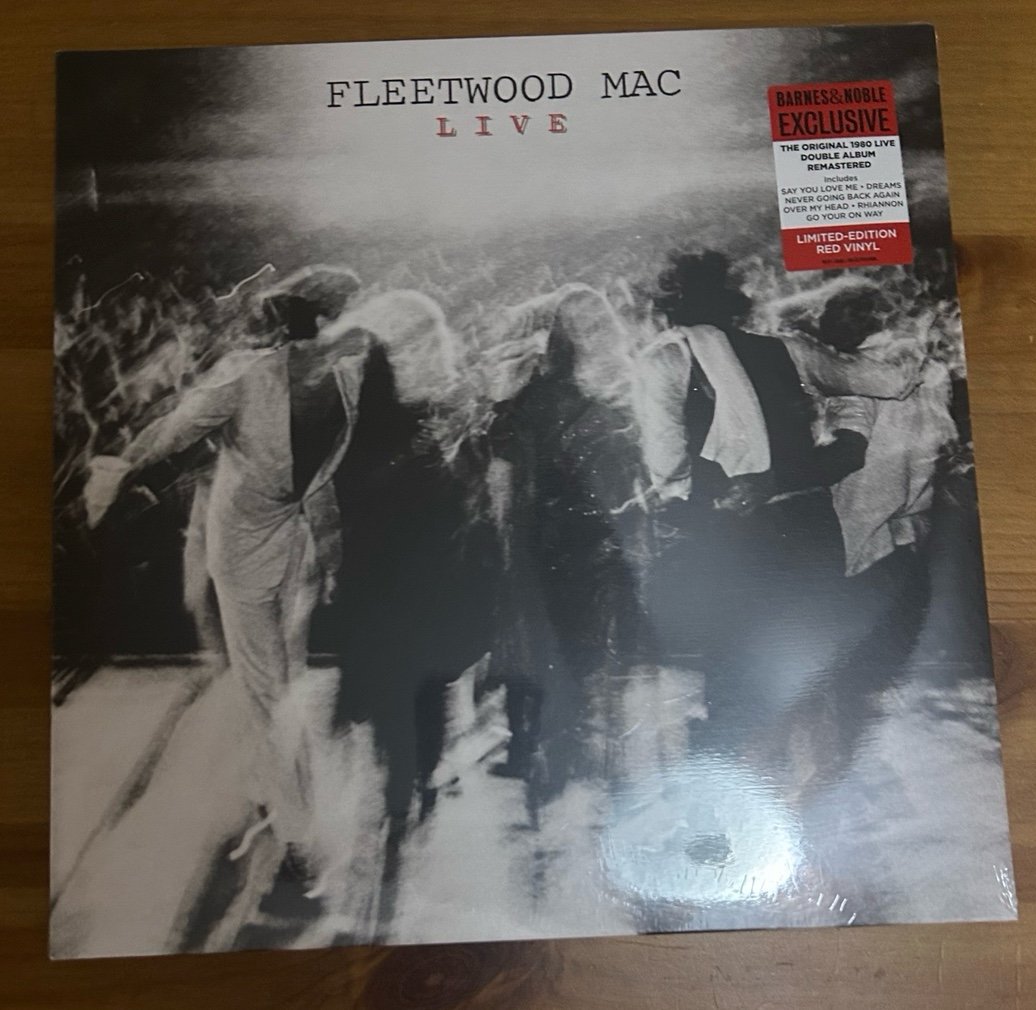 FLEETWOOD MAC
LIVE
BARNES&NOBLE
EXCLUSIVE
THE ORIGINAL 1980 LIVE
DOUBLE ALBUM
REMASTERED
Includes
SAY YOU LOVE ME • DREAMS
NEVER GOING BACK AGAIN
OVER MY HEAD • RHIANNON
GO YOUR ON WAY
LIMITED-EDITION
RED VINYL